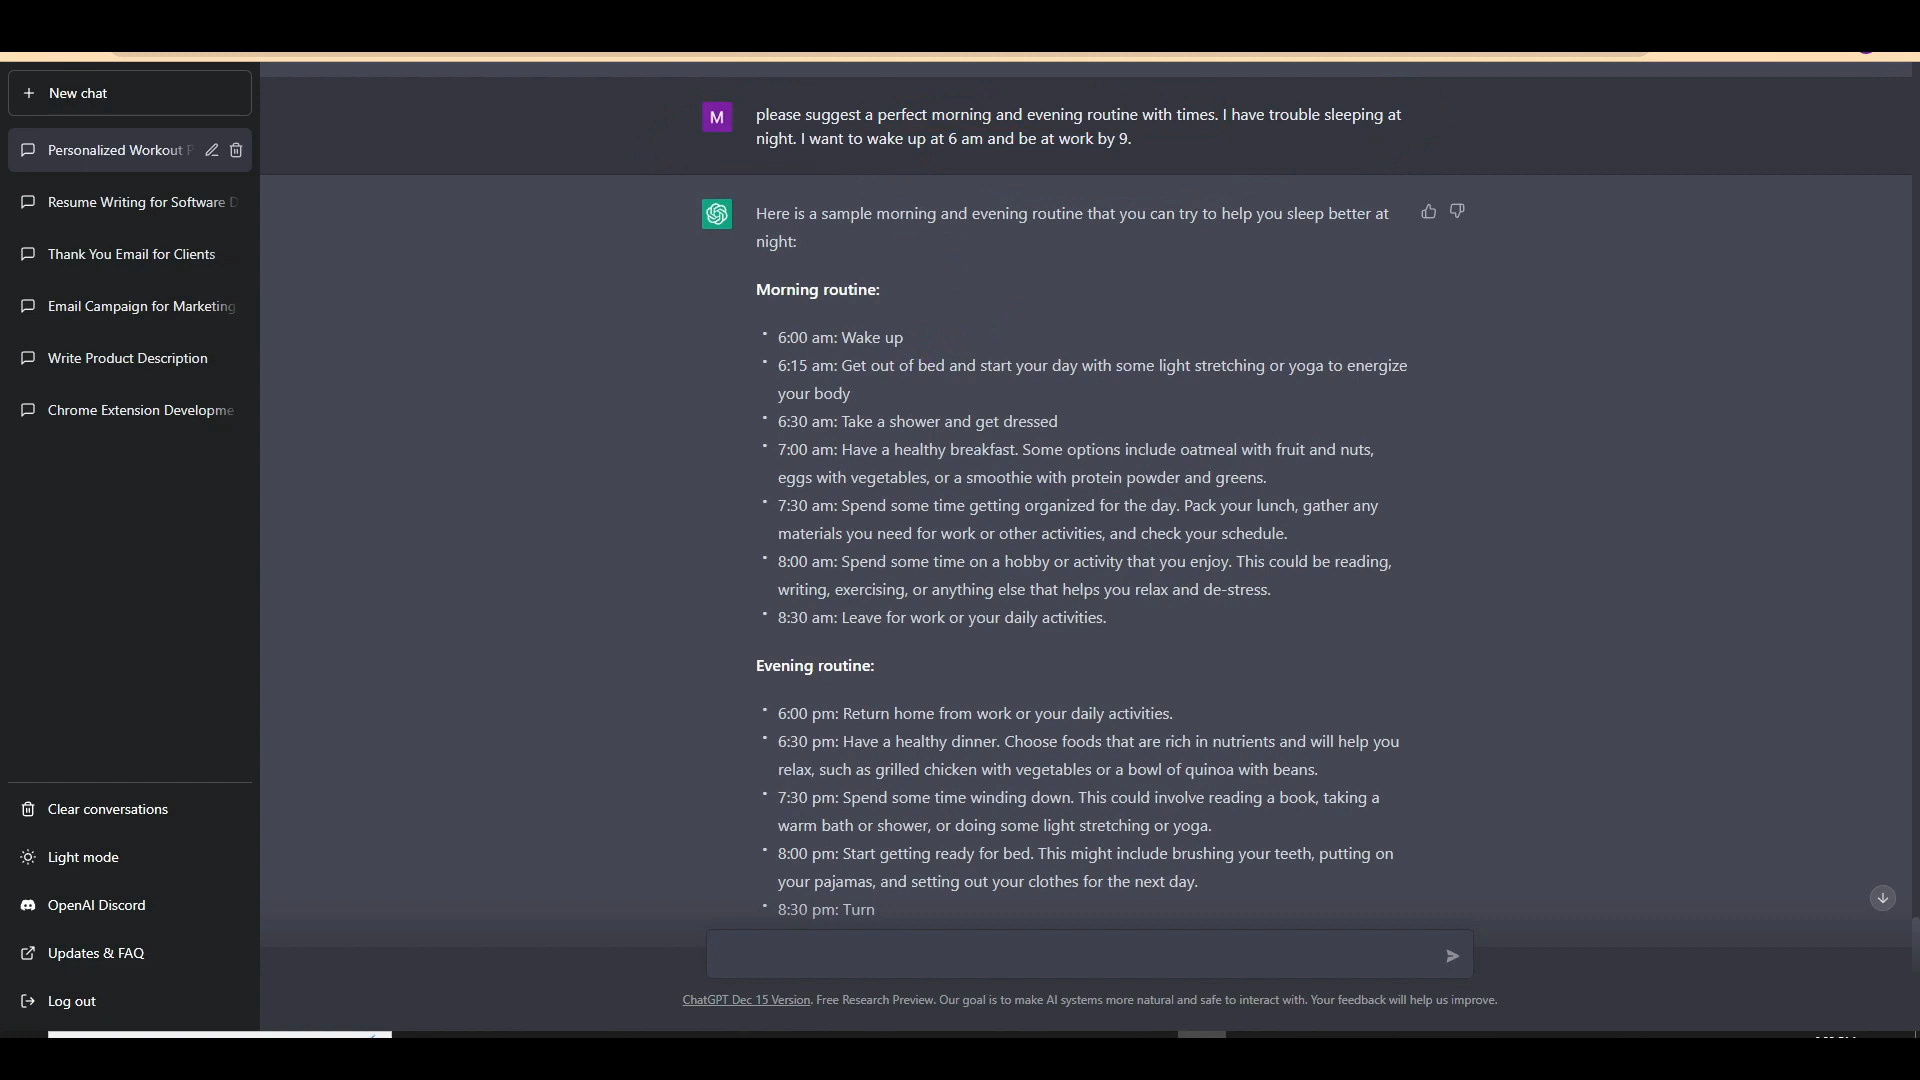 New chat
Personalized Workout P
Resume Writing for Software D
Thank You Email for Clients
Email Campaign for Marketing
Write Product Description
Chrome Extension Developme
Clear conversations
Light mode
OpenAI Discord
Updates & FAQ
Log out
M
please suggest a perfect morning and evening routine with times. I have trouble sleeping at
night. I want to wake up at 6 am and be at work by 9.
Here is a sample morning and evening routine that you can try to help you sleep better at
night:
Morning routine:
• 6:00 am: Wake up
• 6:15 am: Get out of bed and start your day with some light stretching or yoga to energize
your body
• 6:30 am: Take a shower and get dressed
• 7:00 am: Have a healthy breakfast. Some options include oatmeal with fruit and nuts,
eggs with vegetables, or a smoothie with protein powder and greens.
• 7:30 am: Spend some time getting organized for the day. Pack your lunch, gather any
materials you need for work or other activities, and check your schedule.
• 8:00 am: Spend some time on a hobby or activity that you enjoy. This could be reading,
writing, exercising, or anything else that helps you relax and de-stress.
• 8:30 am: Leave for work or your daily activities.
Evening routine:
• 6:00 pm: Return home from work or your daily activities.
• 6:30 pm: Have a healthy dinner. Choose foods that are rich in nutrients and will help you
relax, such as grilled chicken with vegetables or a bowl of quinoa with beans.
• 7:30 pm: Spend some time winding down. This could involve reading a book, taking a
warm bath or shower, or doing some light stretching or yoga.
• 8:00 pm: Start getting ready for bed. This might include brushing your teeth, putting on
your pajamas, and setting out your clothes for the next day.
• 8:30 pm: Turn
ChatGPT Dec 15 Version. Free Research Preview. Our goal is to make AI systems more natural and safe to interact with. Your feedback will help us improve.